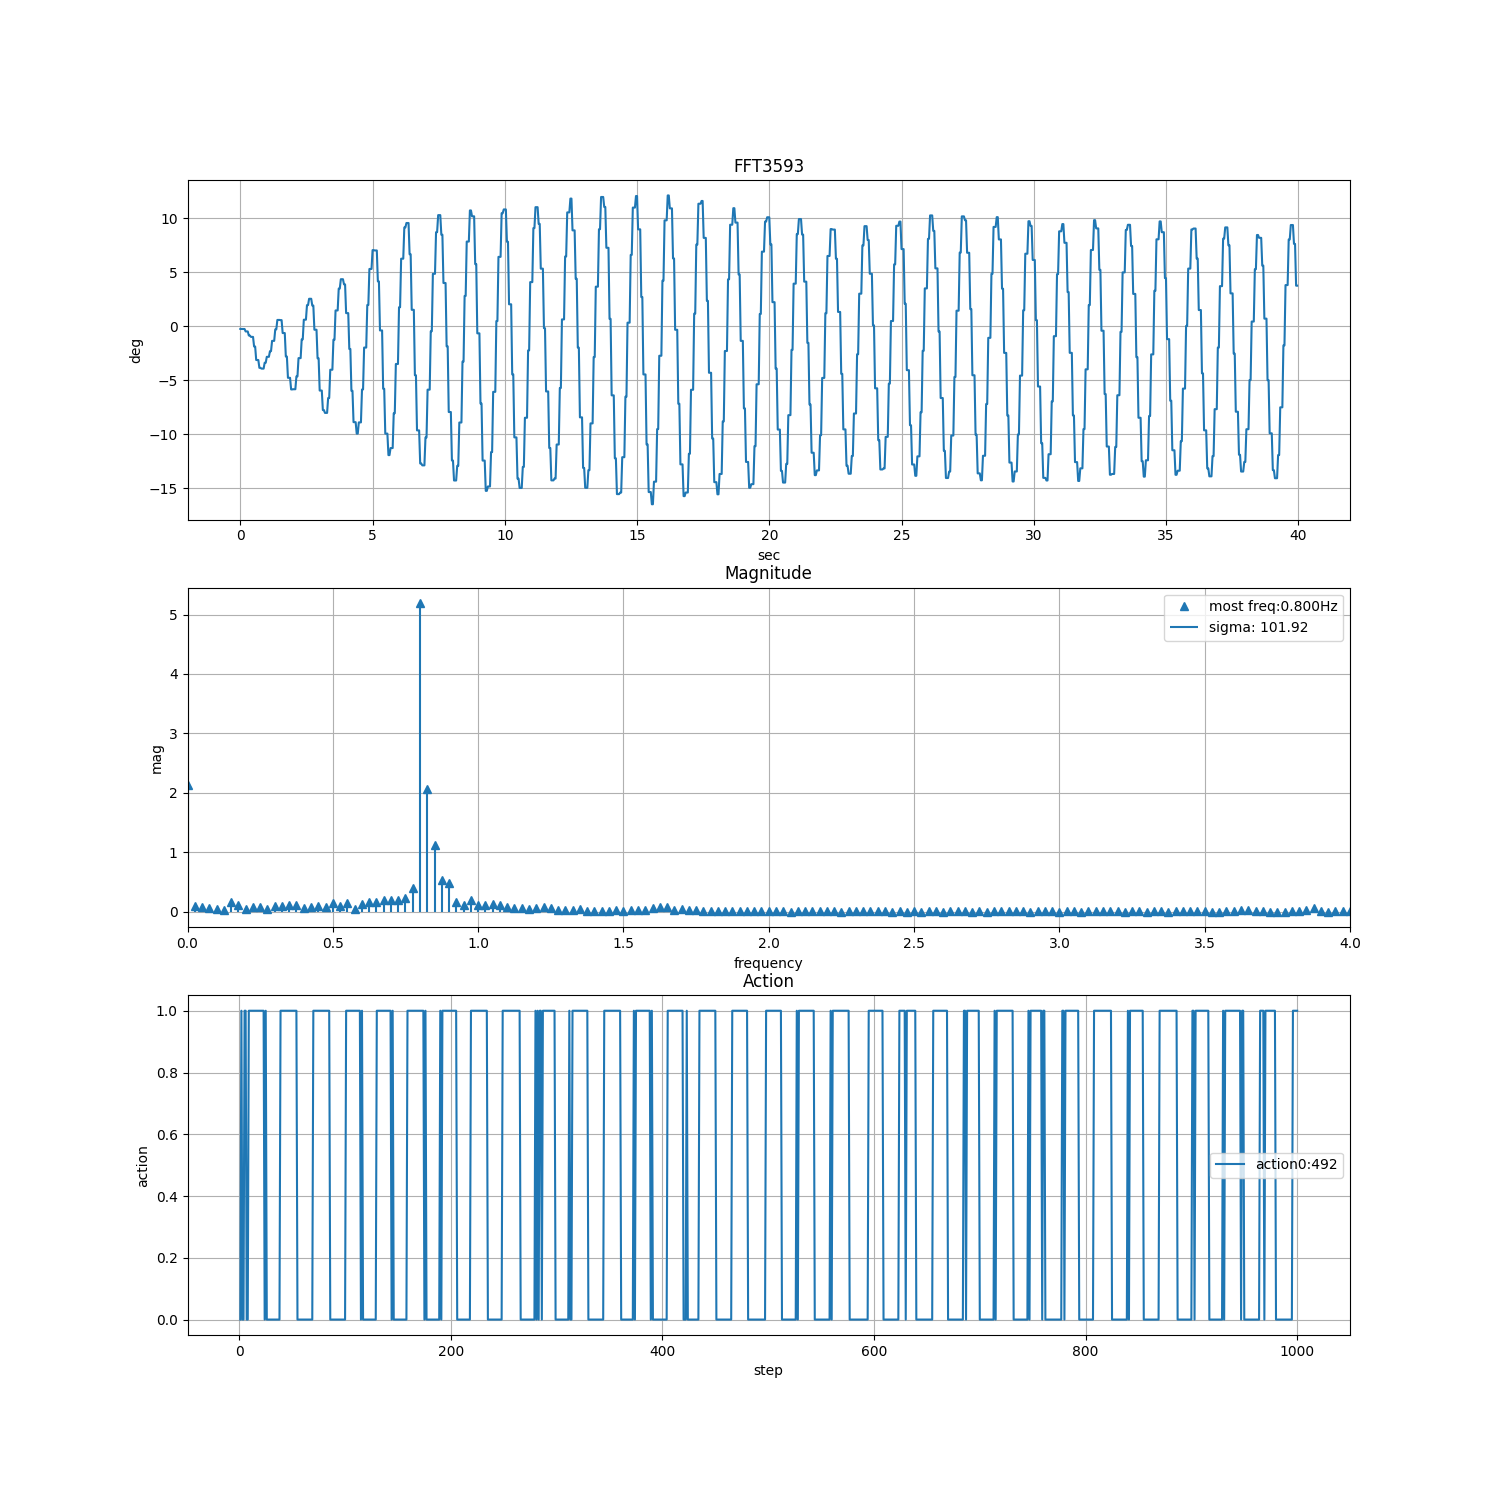 FFT3593
10
5
0
−5
−10
−15
deg
0 5 10 15 20 25 30 35 40
sec
Magnitude
most freq:0.800Hz
sigma: 101.92
5
4
3
2
1
0
mag
0.0 0.5 1.0 1.5 2.0 2.5 3.0 3.5 4.0
frequency
Action
1.0
0.8
0.6
0.4
0.2
0.0
action
action0:492
0 200 400 600 800 1000
step